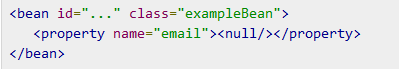 <bean id="..." class="exampleBean">
<property name="email"><null/></property>
</bean>